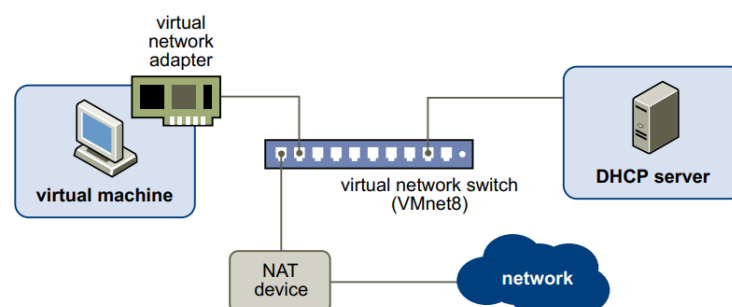 virtual
network
adapter
virtual machine
virtual network switch
(VMnet8)
DHCP server
NAT
device
network